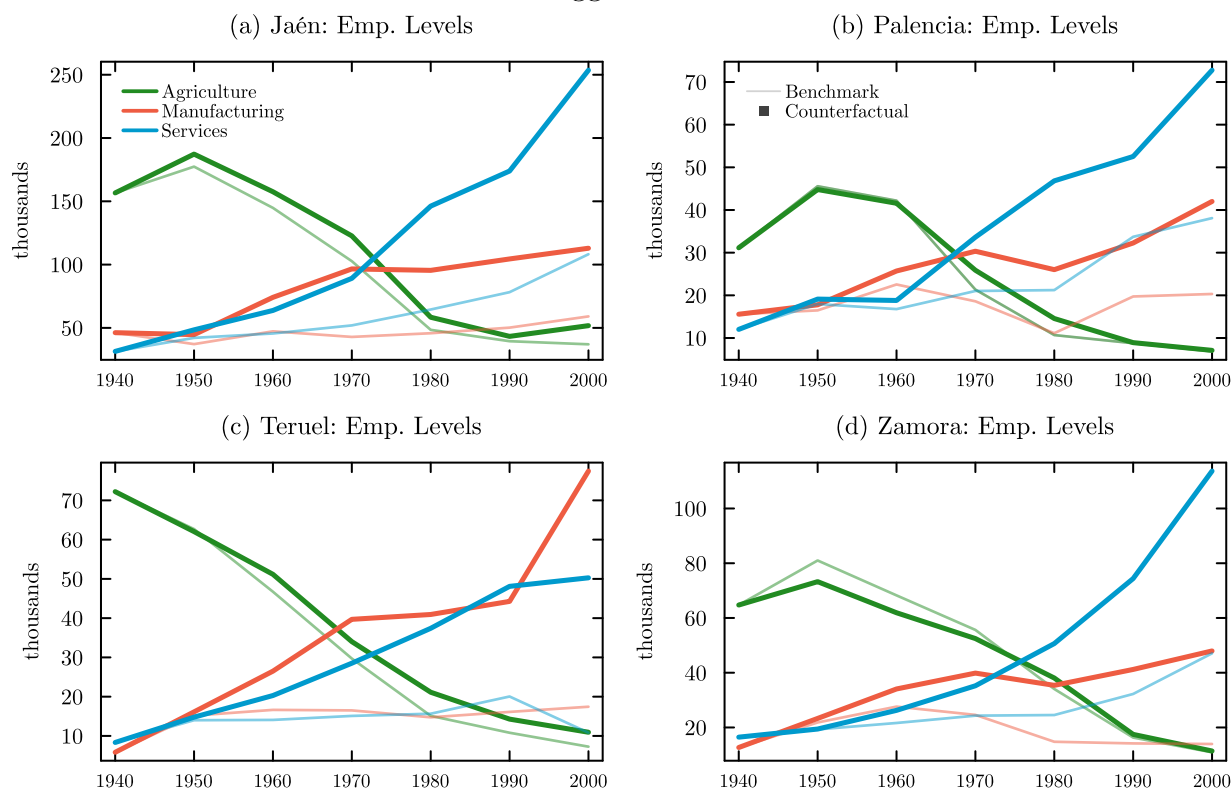 (a) Jaén: Emp. Levels
thousands
250
200
150
100
50
Agriculture
Manufacturing
Services
1940 1950 1960 1970 1980 1990 2000
(b) Palencia: Emp. Levels
thousands
70
60
50
40
30
20
10
Benchmark
Counterfactual
1940 1950 1960 1970 1980 1990 2000
(c) Teruel: Emp. Levels
thousands
70
60
50
40
30
20
10
1940 1950 1960 1970 1980 1990 2000
(d) Zamora: Emp. Levels
thousands
100
80
60
40
20
1940 1950 1960 1970 1980 1990 2000